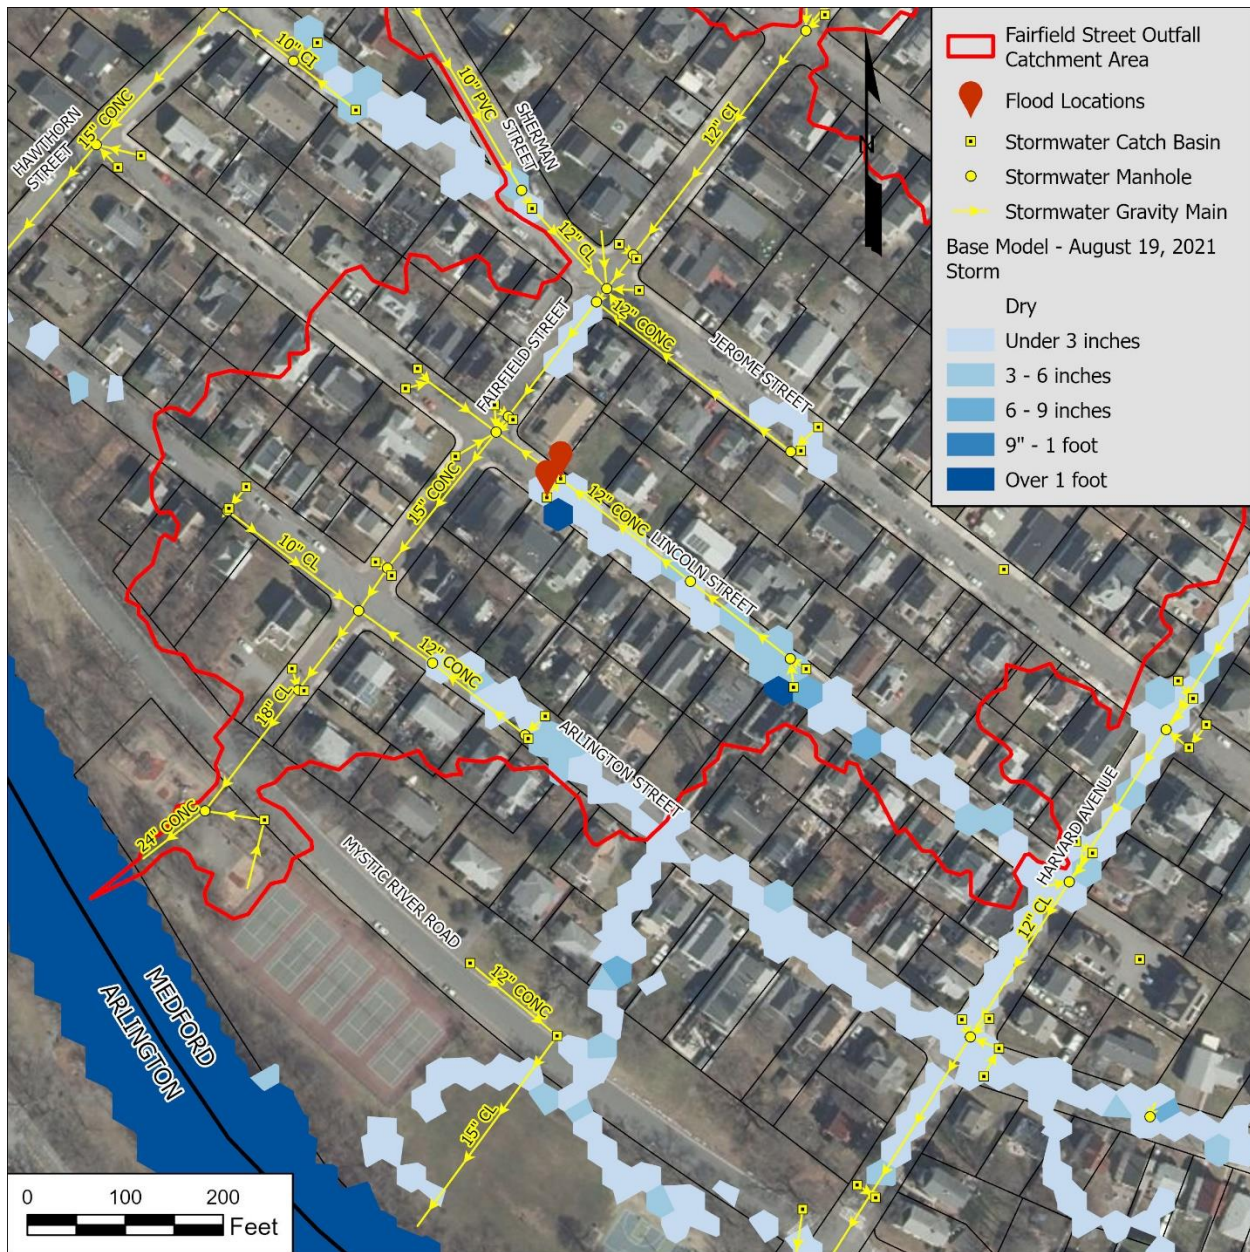 Fairfield Street Outfall
Catchment Area
Flood Locations
Stormwater Catch Basin
Stormwater Manhole
Stormwater Gravity Main
Base Model - August 19, 2021
Storm
Dry
Under 3 inches
3 - 6 inches
6 - 9 inches
9" - 1 foot
Over 1 foot
N
10" CI
10" PVC
SHERMAN
STREET
12" CI
HAWTHORN
STREET
15" CONC
12" CL
12" CONC
JEROME STREET
FAIRFIELD STREET
15" CONC
12" CONC
LINCOLN STREET
10" CL
12" CONC
18" CL
ARLINGTON STREET
24" CONC
MYSTIC RIVER ROAD
HARVARD AVENUE
12" CL
12" CONC
15" CL
MEDFORD
ARLINGTON
0 100 200
Feet